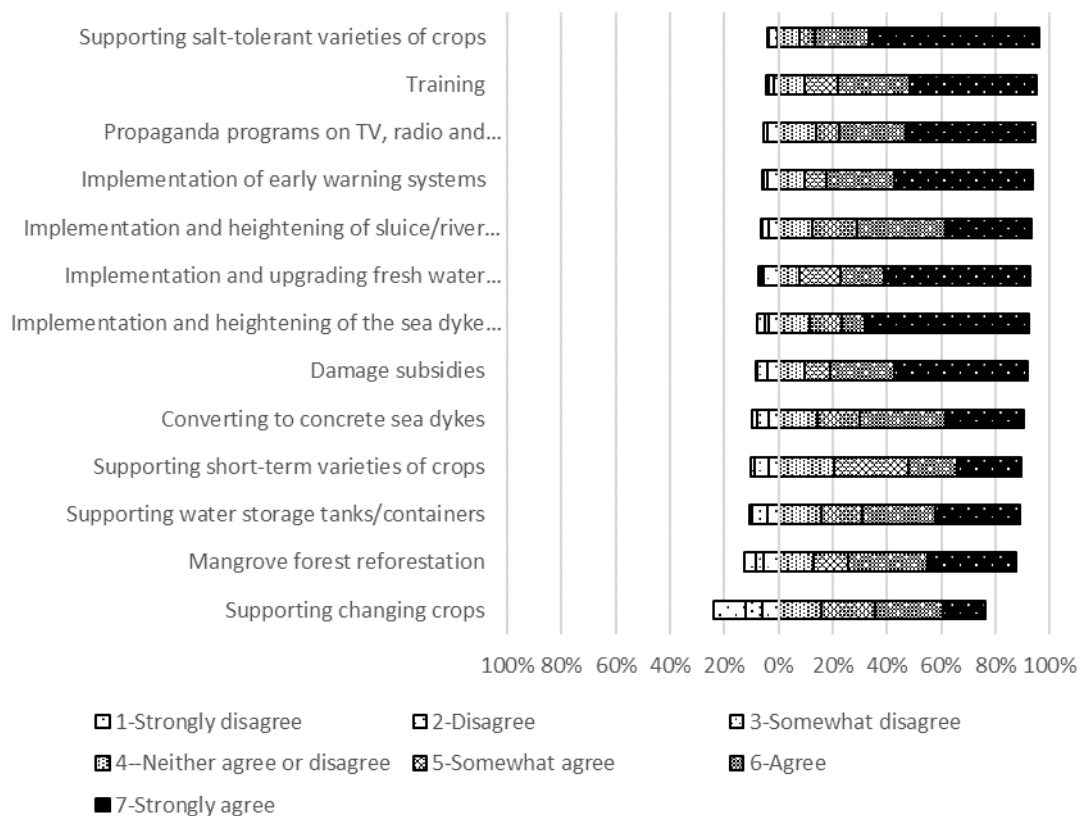 Supporting salt-tolerant varieties of crops
Training
Propaganda programs on TV, radio and...
Implementation of early warning systems
Implementation and heightening of sluice/river...
Implementation and upgrading fresh water...
Implementation and heightening of the sea dyke...
Damage subsidies
Converting to concrete sea dykes
Supporting short-term varieties of crops
Supporting water storage tanks/containers
Mangrove forest reforestation
Supporting changing crops
100% 80% 60% 40% 20% 0% 20% 40% 60% 80% 100%
1-Strongly disagree 2-Disagree 3-Somewhat disagree
4--Neither agree or disagree 5-Somewhat agree 6-Agree
7-Strongly agree